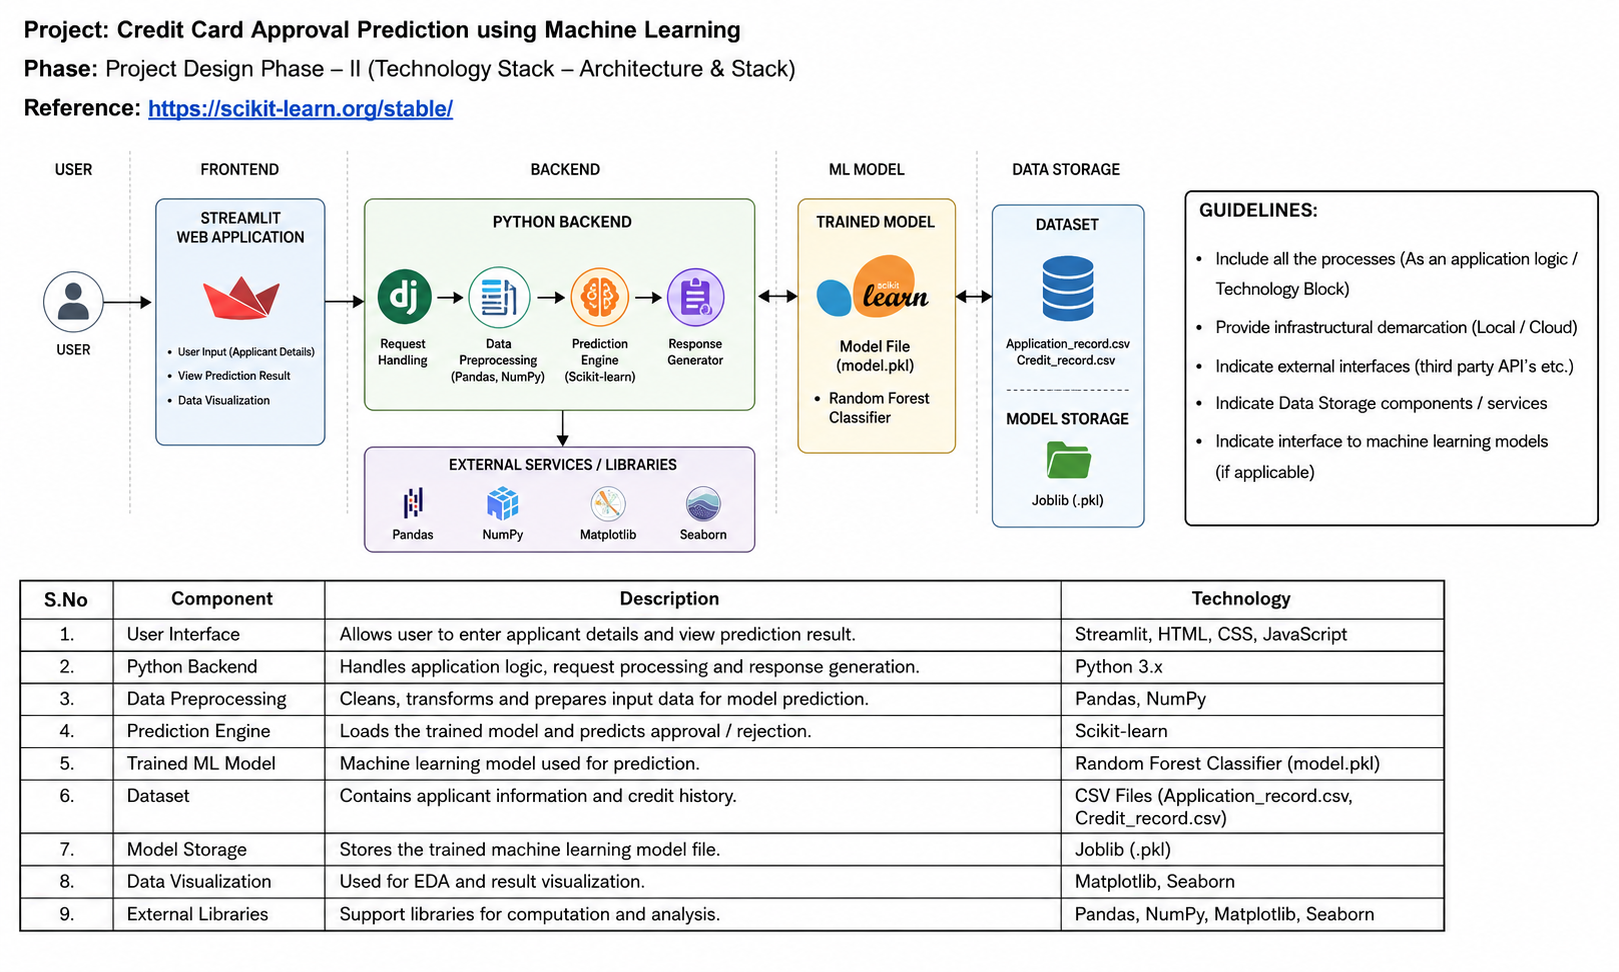 Project: Credit Card Approval Prediction using Machine Learning
Phase: Project Design Phase – II (Technology Stack – Architecture & Stack)
Reference: https://scikit-learn.org/stable/
USER
FRONTEND
BACKEND
ML MODEL
DATA STORAGE
USER
STREAMLIT
WEB APPLICATION
• User Input (Applicant Details)
• View Prediction Result
• Data Visualization
PYTHON BACKEND
dj
Request
Handling
Data
Preprocessing
(Pandas, NumPy)
Prediction
Engine
(Scikit-learn)
Response
Generator
EXTERNAL SERVICES / LIBRARIES
Pandas
NumPy
Matplotlib
Seaborn
TRAINED MODEL
scikit
learn
Model File
(model.pkl)
• Random Forest
Classifier
DATASET
Application_record.csv
Credit_record.csv
MODEL STORAGE
Joblib (.pkl)
GUIDELINES:
• Include all the processes (As an application logic /
Technology Block)
• Provide infrastructural demarcation (Local / Cloud)
• Indicate external interfaces (third party API's etc.)
• Indicate Data Storage components / services
• Indicate interface to machine learning models
(if applicable)
S.No Component Description Technology
1. User Interface Allows user to enter applicant details and view prediction result. Streamlit, HTML, CSS, JavaScript
2. Python Backend Handles application logic, request processing and response generation. Python 3.x
3. Data Preprocessing Cleans, transforms and prepares input data for model prediction. Pandas, NumPy
4. Prediction Engine Loads the trained model and predicts approval / rejection. Scikit-learn
5. Trained ML Model Machine learning model used for prediction. Random Forest Classifier (model.pkl)
6. Dataset Contains applicant information and credit history. CSV Files (Application_record.csv,
Credit_record.csv)
7. Model Storage Stores the trained machine learning model file. Joblib (.pkl)
8. Data Visualization Used for EDA and result visualization. Matplotlib, Seaborn
9. External Libraries Support libraries for computation and analysis. Pandas, NumPy, Matplotlib, Seaborn